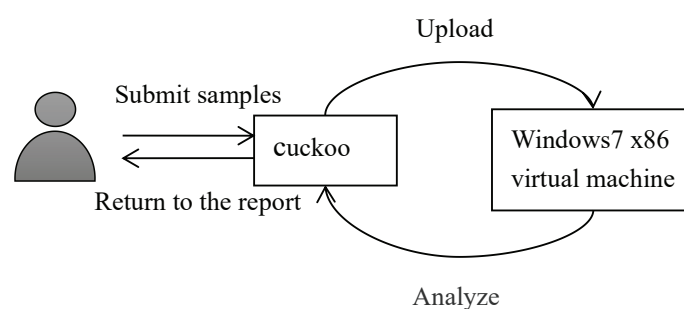 Upload
Submit samples
cuckoo
Windows7 x86
virtual machine
Return to the report
Analyze